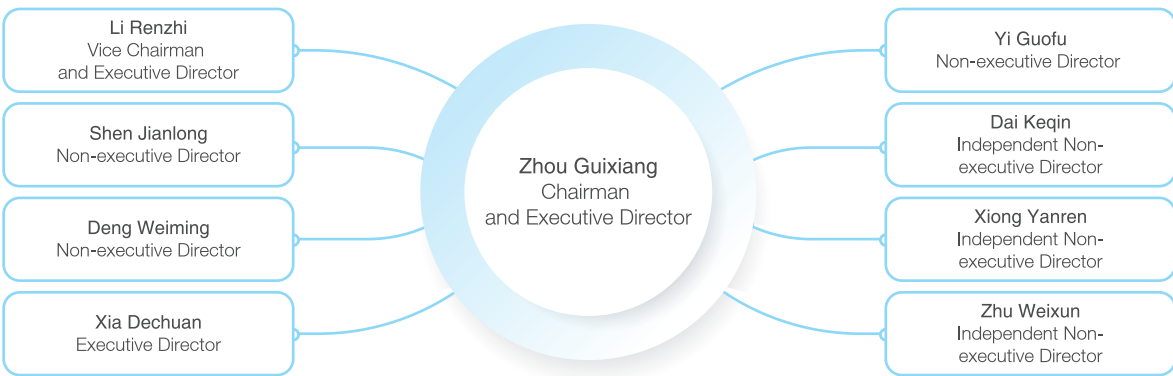 Li Renzhi
Vice Chairman
and Executive Director
Shen Jianlong
Non-executive Director
Deng Weiming
Non-executive Director
Xia Dechuan
Executive Director
Zhou Guixiang
Chairman
and Executive Director
Yi Guofu
Non-executive Director
Dai Keqin
Independent Non-
executive Director
Xiong Yanren
Independent Non-
executive Director
Zhu Weixun
Independent Non-
executive Director